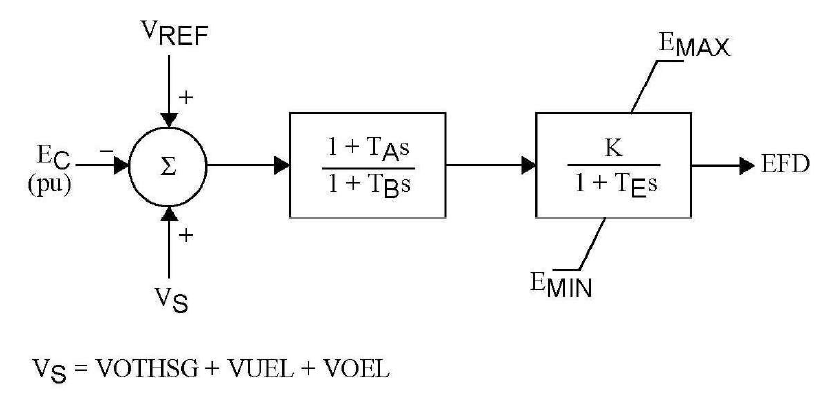 VREF
+
EMAX
EC
(pu)
−
Σ
1 + TAs
1 + TBs
K
1 + TEs
EFD
+
VS
EMIN
VS = VOTHSG + VUEL + VOEL